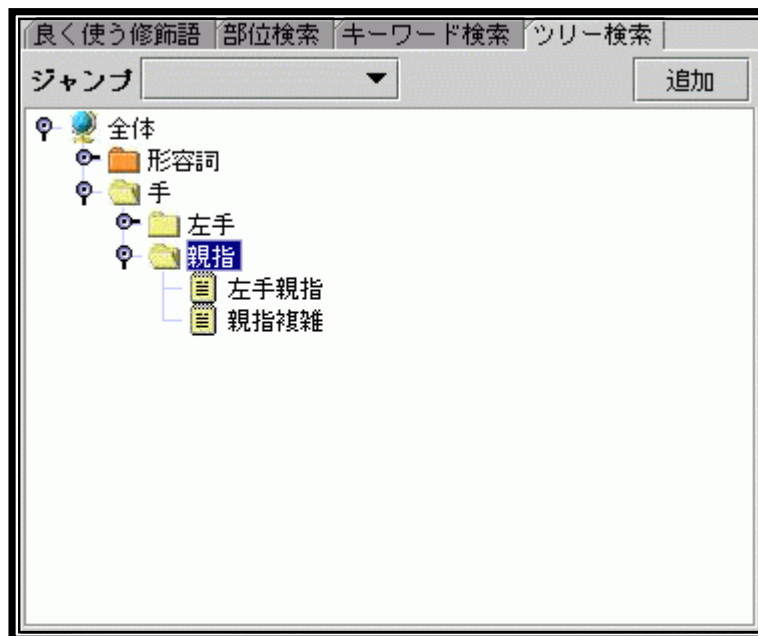 良く使う修飾語 部位検索 キーワード検索 ツリー検索
ジャンプ 追加
全体
形容詞
手
左手
親指
左手親指
親指複雑